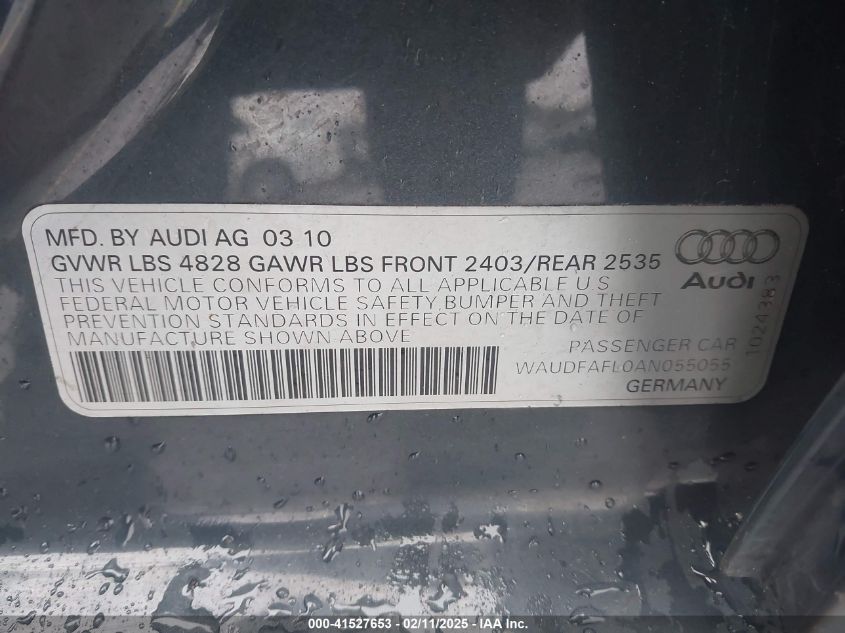 MFD. BY AUDI AG 03 10
GVWR LBS 4828 GAWR LBS FRONT 2403/REAR 2535
THIS VEHICLE CONFORMS TO ALL APPLICABLE U S
FEDERAL MOTOR VEHICLE SAFETY, BUMPER AND THEFT
PREVENTION STANDARDS IN EFFECT ON THE DATE OF
MANUFACTURE SHOWN ABOVE
PASSENGER CAR
WAUDFAFL0AN055055
GERMANY
Audi
1024383
000-41527653 - 02/11/2025 - IAA Inc.